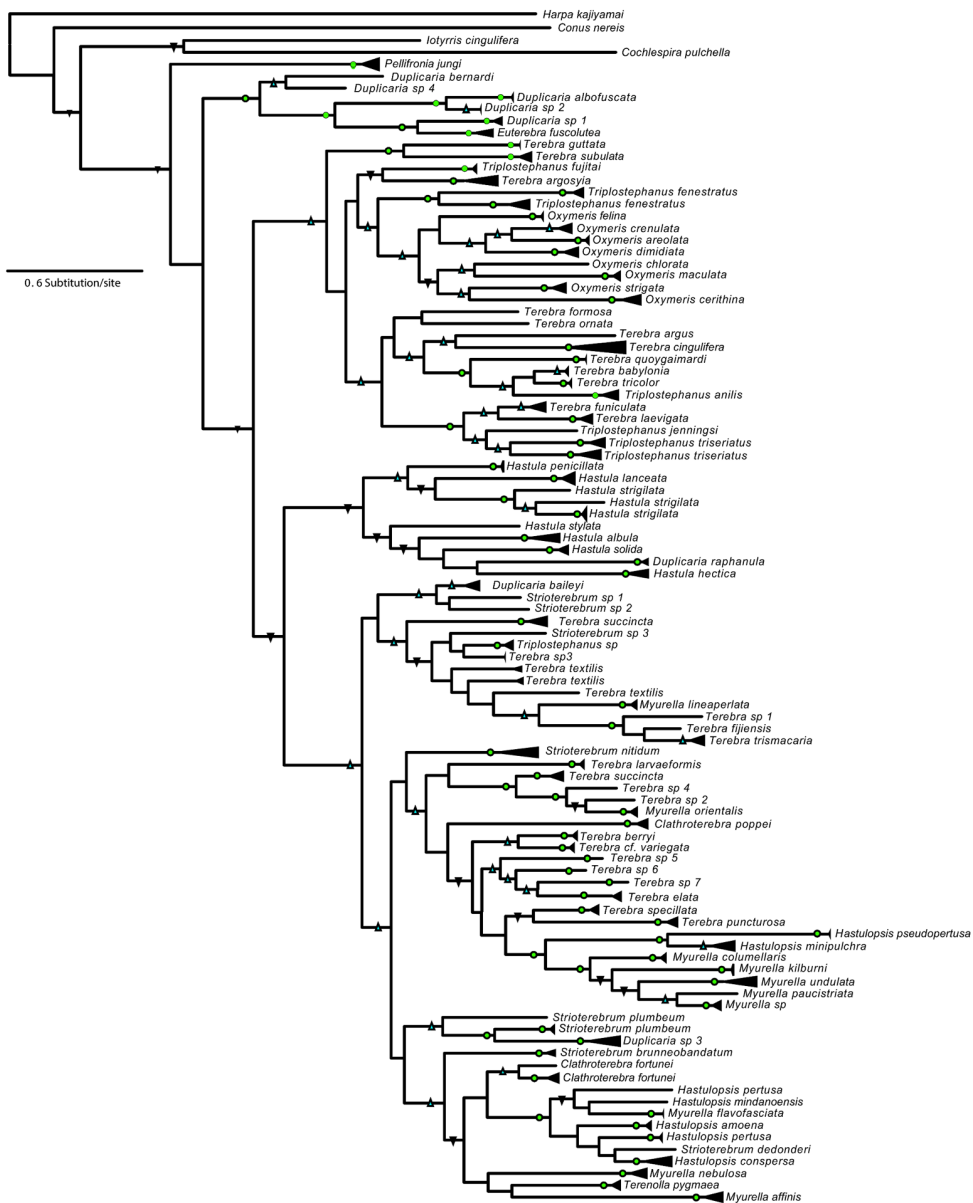 Harpa kajiyamai
Conus nereis
Iotyrris cingulifera
Cochlespira pulchella
Pellifronia jungi
Duplicaria bernardi
Duplicaria sp 4
Duplicaria albofuscata
Duplicaria sp 2
Duplicaria sp 1
Euterebra fuscolutea
Terebra guttata
Terebra subulata
Triplostephanus fujitai
Terebra argosyia
Triplostephanus fenestratus
Triplostephanus fenestratus
Oxymeris felina
Oxymeris crenulata
Oxymeris areolata
Oxymeris dimidiata
Oxymeris chlorata
Oxymeris maculata
0. 6 Subtitution/site
Oxymeris strigata
Oxymeris cerithina
Terebra formosa
Terebra ornata
Terebra argus
Terebra cingulifera
Terebra quoygaimardi
Terebra babylonia
Terebra tricolor
Triplostephanus anilis
Terebra funiculata
Terebra laevigata
Triplostephanus jenningsi
Triplostephanus triseriatus
Triplostephanus triseriatus
Hastula penicillata
Hastula lanceata
Hastula strigilata
Hastula strigilata
Hastula strigilata
Hastula stylata
Hastula albula
Hastula solida
Duplicaria raphanula
Hastula hectica
Duplicaria baileyi
Strioterebrum sp 1
Strioterebrum sp 2
Terebra succincta
Strioterebrum sp 3
Triplostephanus sp
Terebra sp3
Terebra textilis
Terebra textilis
Terebra textilis
Myurella lineaperlata
Terebra sp 1
Terebra fijiensis
Terebra trismacaria
Strioterebrum nitidum
Terebra larvaeformis
Terebra succincta
Terebra sp 4
Terebra sp 2
Myurella orientalis
Clathroterebra poppei
Terebra berryi
Terebra cf. variegata
Terebra sp 5
Terebra sp 6
Terebra sp 7
Terebra elata
Terebra specillata
Terebra puncturosa
Hastulopsis pseudopertusa
Hastulopsis minipulchra
Myurella columellaris
Myurella kilburni
Myurella undulata
Myurella paucistriata
Myurella sp
Strioterebrum plumbeum
Strioterebrum plumbeum
Duplicaria sp 3
Strioterebrum brunneobandatum
Clathroterebra fortunei
Clathroterebra fortunei
Hastulopsis pertusa
Hastulopsis mindanoensis
Myurella flavofasciata
Hastulopsis amoena
Hastulopsis pertusa
Strioterebrum dedonderi
Hastulopsis conspersa
Myurella nebulosa
Terenolla pygmaea
Myurella affinis